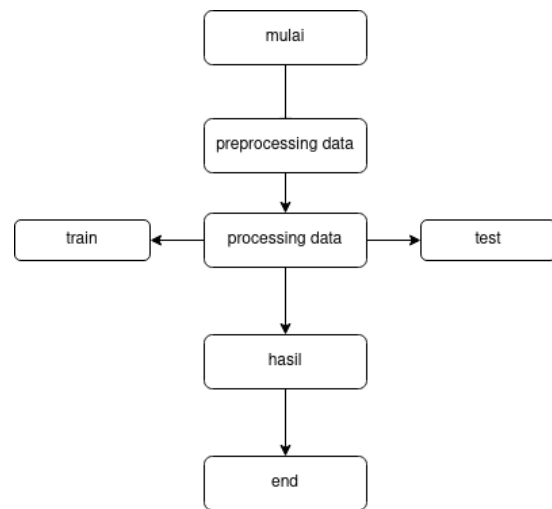 mulai
preprocessing data
train
processing data
test
hasil
end